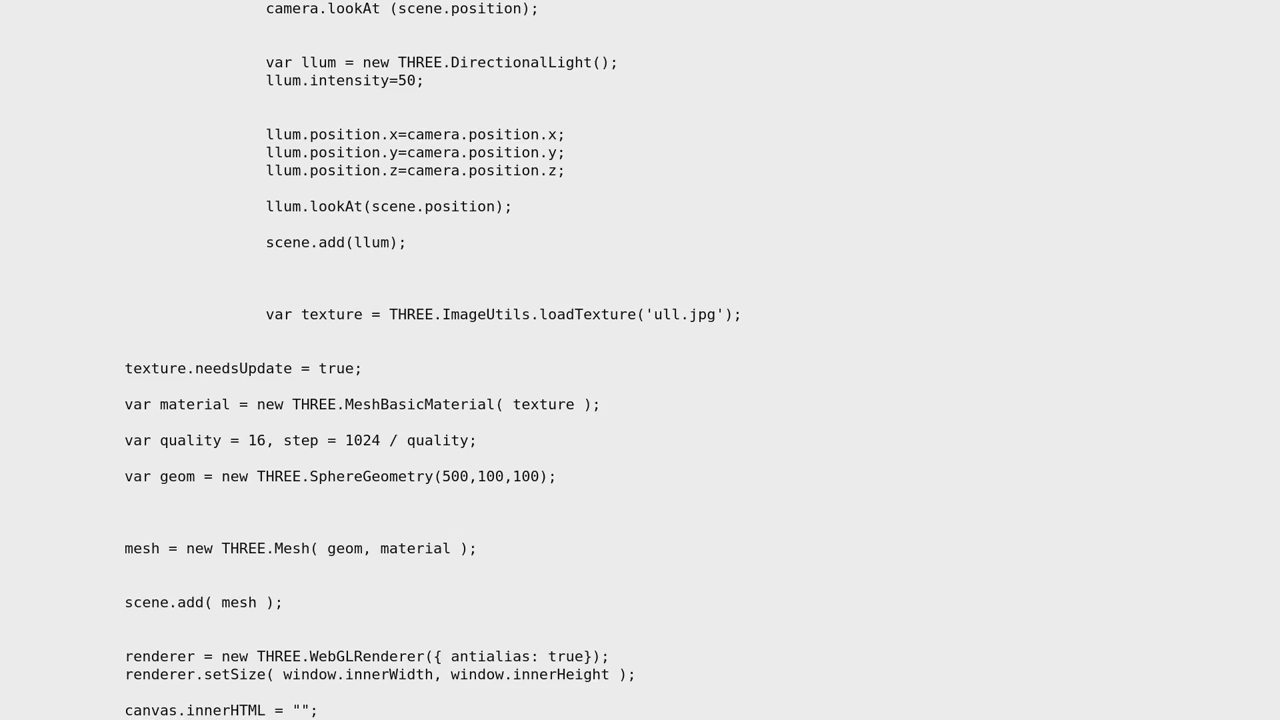 camera.lookAt (scene.position);
var llum = new THREE.DirectionalLight();
llum.intensity=50;
llum.position.x=camera.position.x;
llum.position.y=camera.position.y;
llum.position.z=camera.position.z;
llum.lookAt(scene.position);
scene.add(llum);
var texture = THREE.ImageUtils.loadTexture('ull.jpg');
texture.needsUpdate = true;
var material = new THREE.MeshBasicMaterial( texture );
var quality = 16, step = 1024 / quality;
var geom = new THREE.SphereGeometry(500,100,100);
mesh = new THREE.Mesh( geom, material );
scene.add( mesh );
renderer = new THREE.WebGLRenderer({ antialias: true});
renderer.setSize( window.innerWidth, window.innerHeight );
canvas.innerHTML = "";